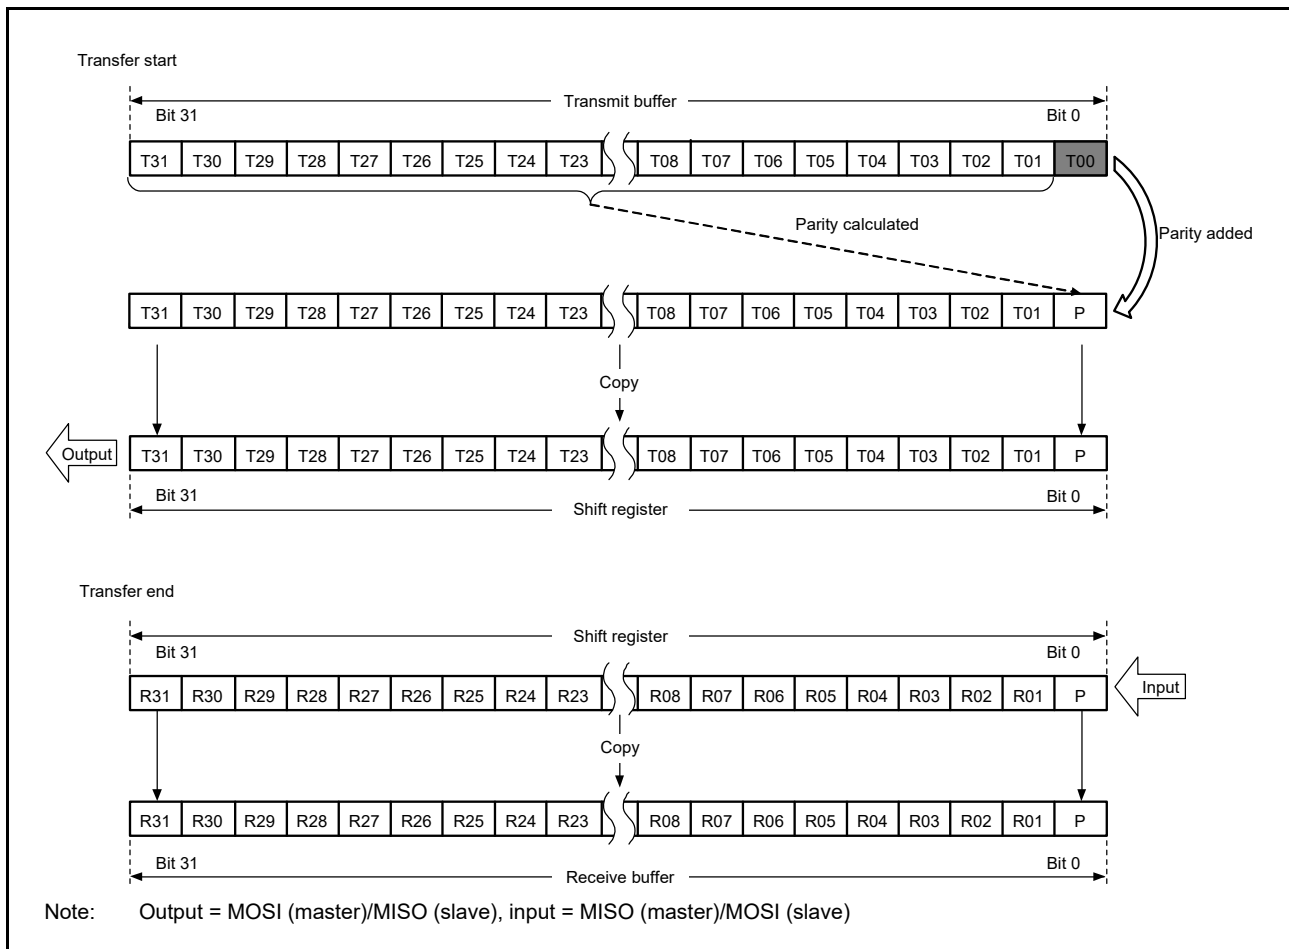 Transfer start
Transmit buffer
Bit 31 Bit 0
T31 T30 T29 T28 T27 T26 T25 T24 T23 T08 T07 T06 T05 T04 T03 T02 T01 T00
Parity calculated
Parity added
T31 T30 T29 T28 T27 T26 T25 T24 T23 T08 T07 T06 T05 T04 T03 T02 T01 P
Copy
Output
T31 T30 T29 T28 T27 T26 T25 T24 T23 T08 T07 T06 T05 T04 T03 T02 T01 P
Bit 31 Bit 0
Shift register
Transfer end
Shift register
Bit 31 Bit 0
R31 R30 R29 R28 R27 R26 R25 R24 R23 R08 R07 R06 R05 R04 R03 R02 R01 P
Input
Copy
R31 R30 R29 R28 R27 R26 R25 R24 R23 R08 R07 R06 R05 R04 R03 R02 R01 P
Bit 31 Bit 0
Receive buffer
Note: Output = MOSI (master)/MISO (slave), input = MISO (master)/MOSI (slave)